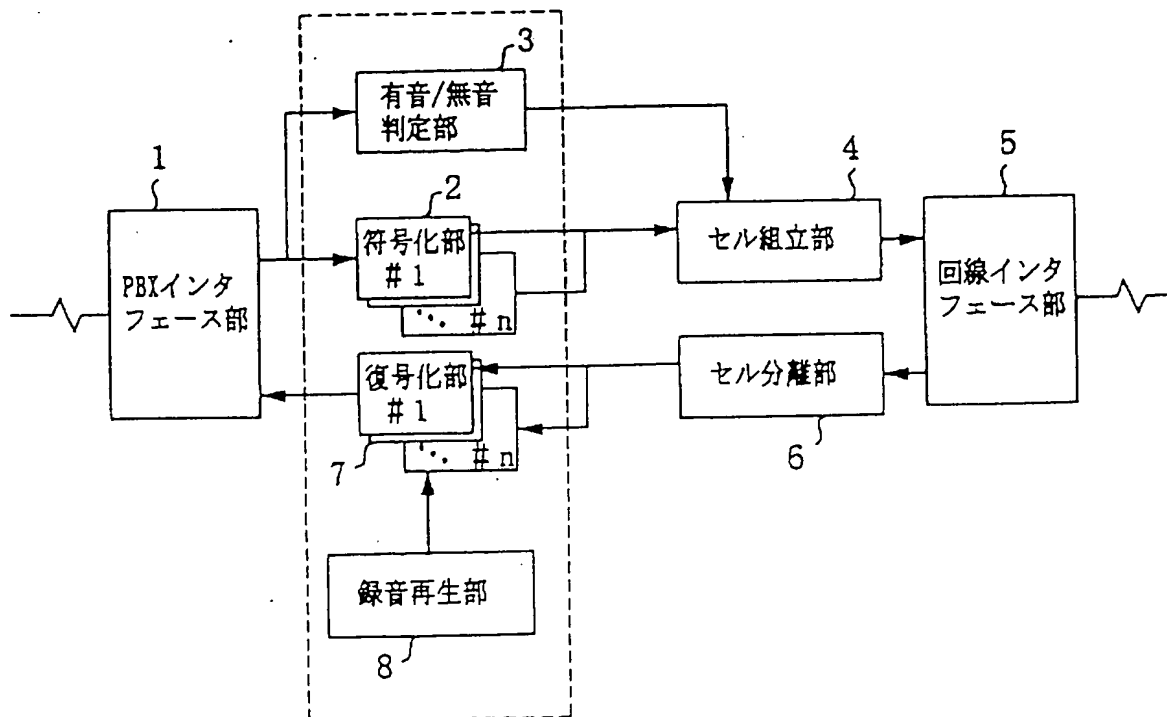 3
有音/無音
判定部
1
PBXインタ
フェース部
2
符号化部
#1
⋱ #n
4
セル組立部
5
回線インタ
フェース部
復号化部
#1
⋱ #n
7
セル分離部
6
録音再生部
8